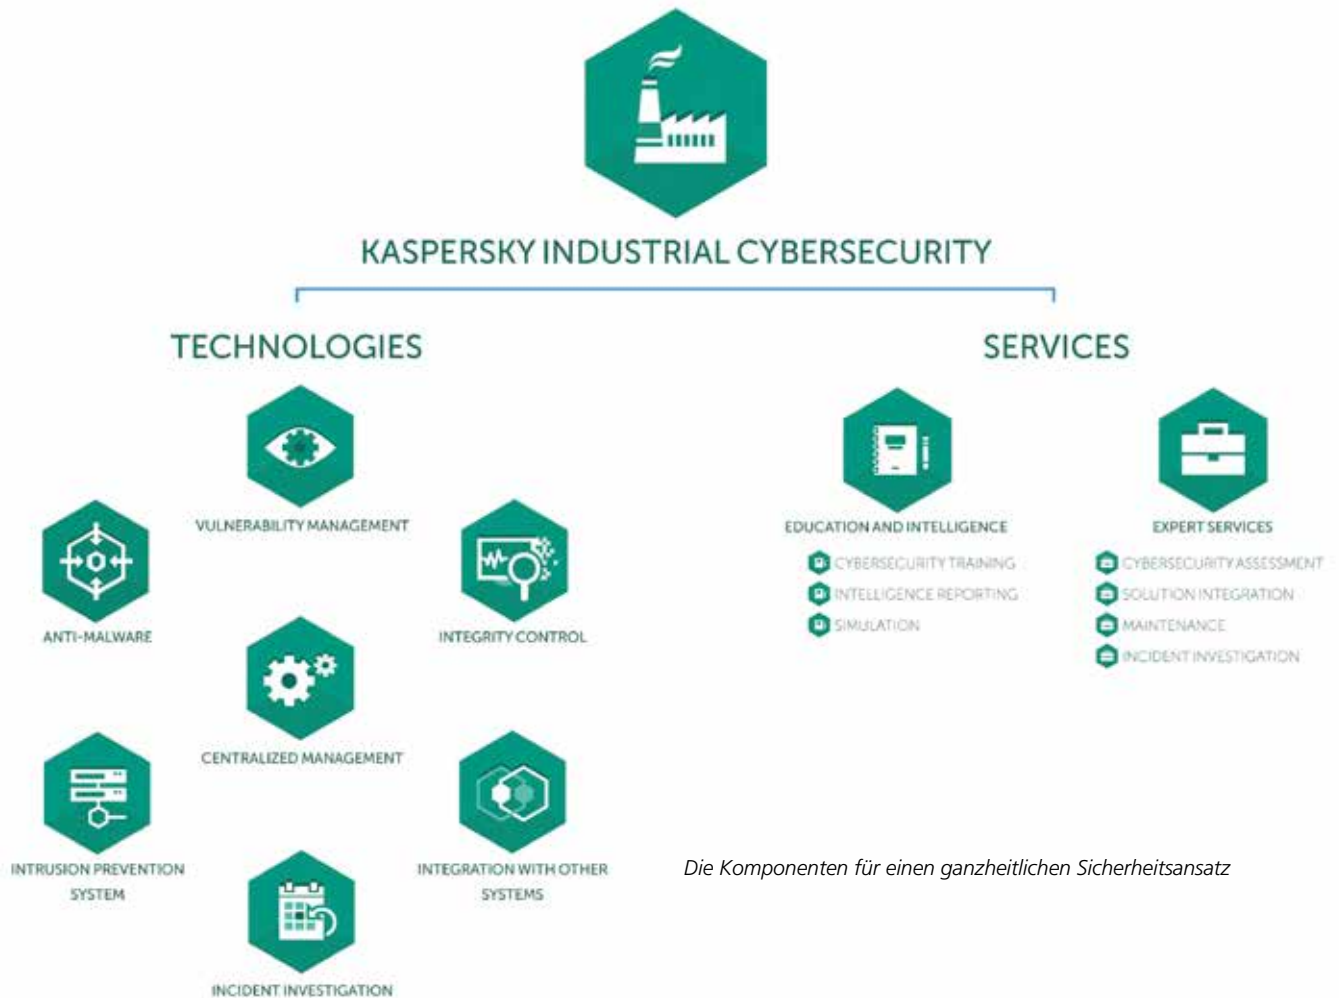 KASPERSKY INDUSTRIAL CYBERSECURITY
TECHNOLOGIES
VULNERABILITY MANAGEMENT
ANTI-MALWARE
INTEGRITY CONTROL
CENTRALIZED MANAGEMENT
INTRUSION PREVENTION
SYSTEM
INTEGRATION WITH OTHER
SYSTEMS
INCIDENT INVESTIGATION
SERVICES
EDUCATION AND INTELLIGENCE
CYBERSECURITY TRAINING
INTELLIGENCE REPORTING
SIMULATION
EXPERT SERVICES
CYBERSECURITY ASSESSMENT
SOLUTION INTEGRATION
MAINTENANCE
INCIDENT INVESTIGATION
Die Komponenten für einen ganzheitlichen Sicherheitsansatz